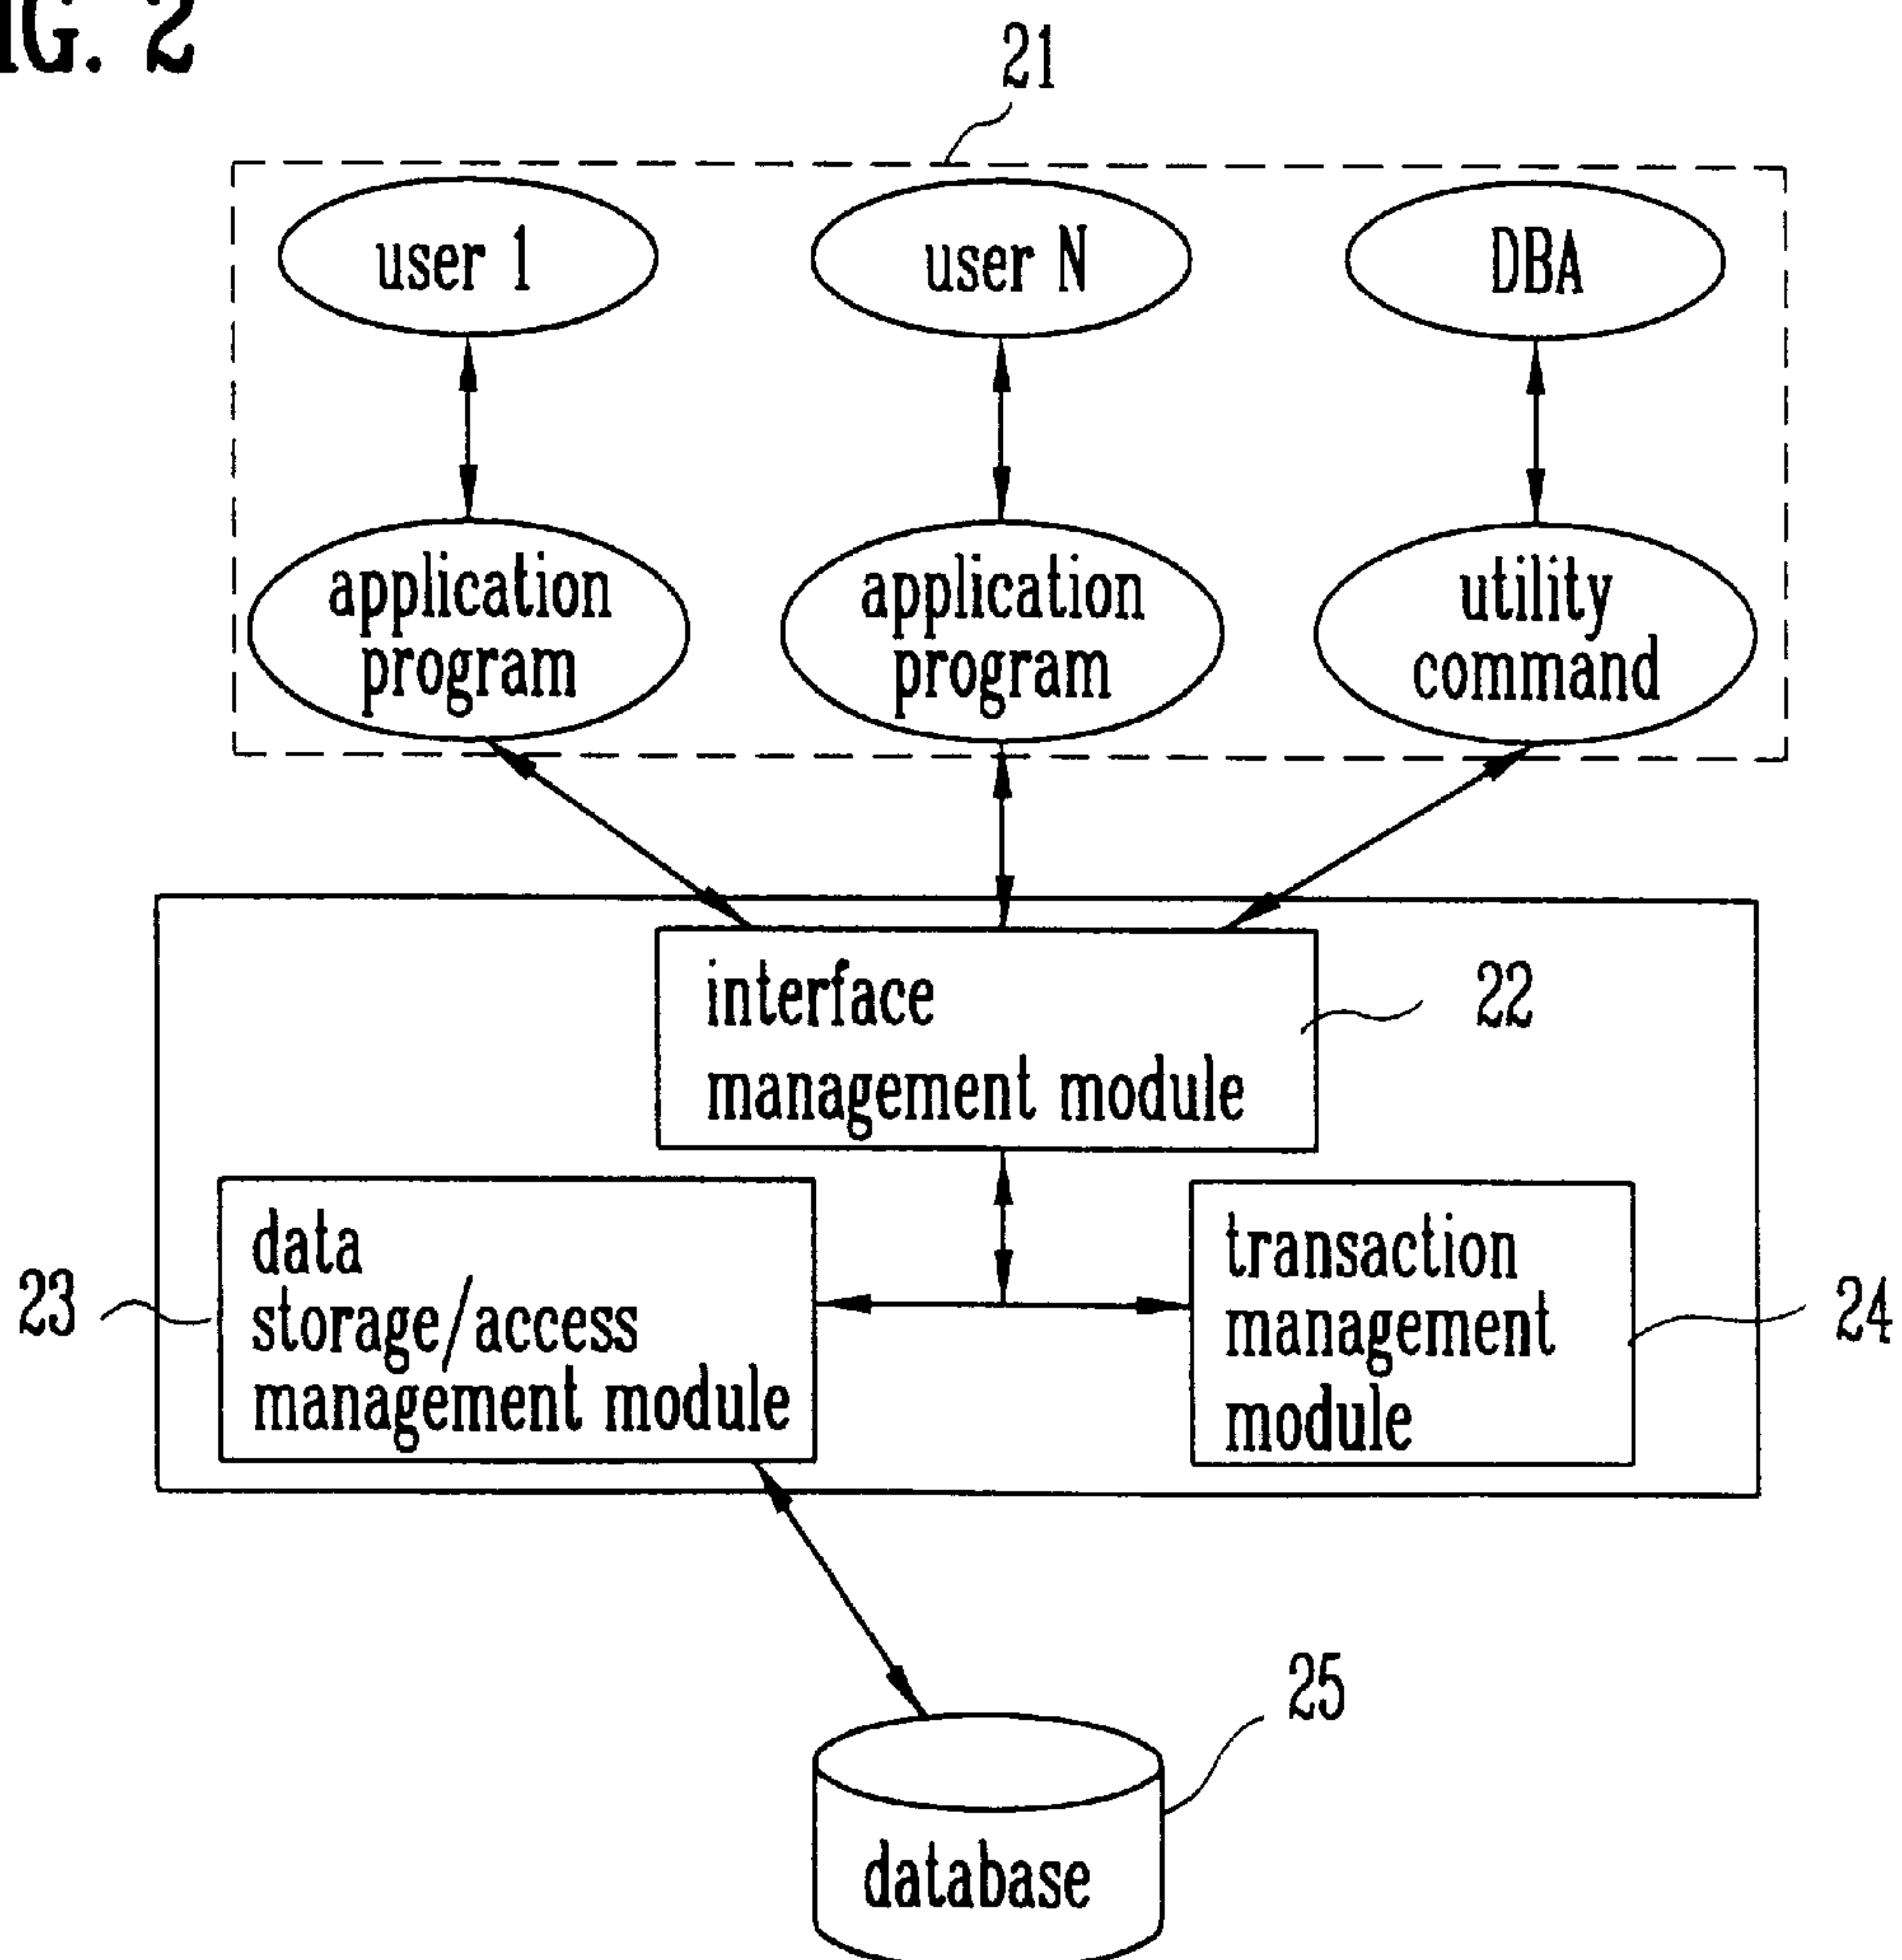 IG. 2
21
user 1
user N
DBA
application
program
application
program
utility
command
interface
management module
22
data
storage/access
management module
23
transaction
management
module
24
25
database